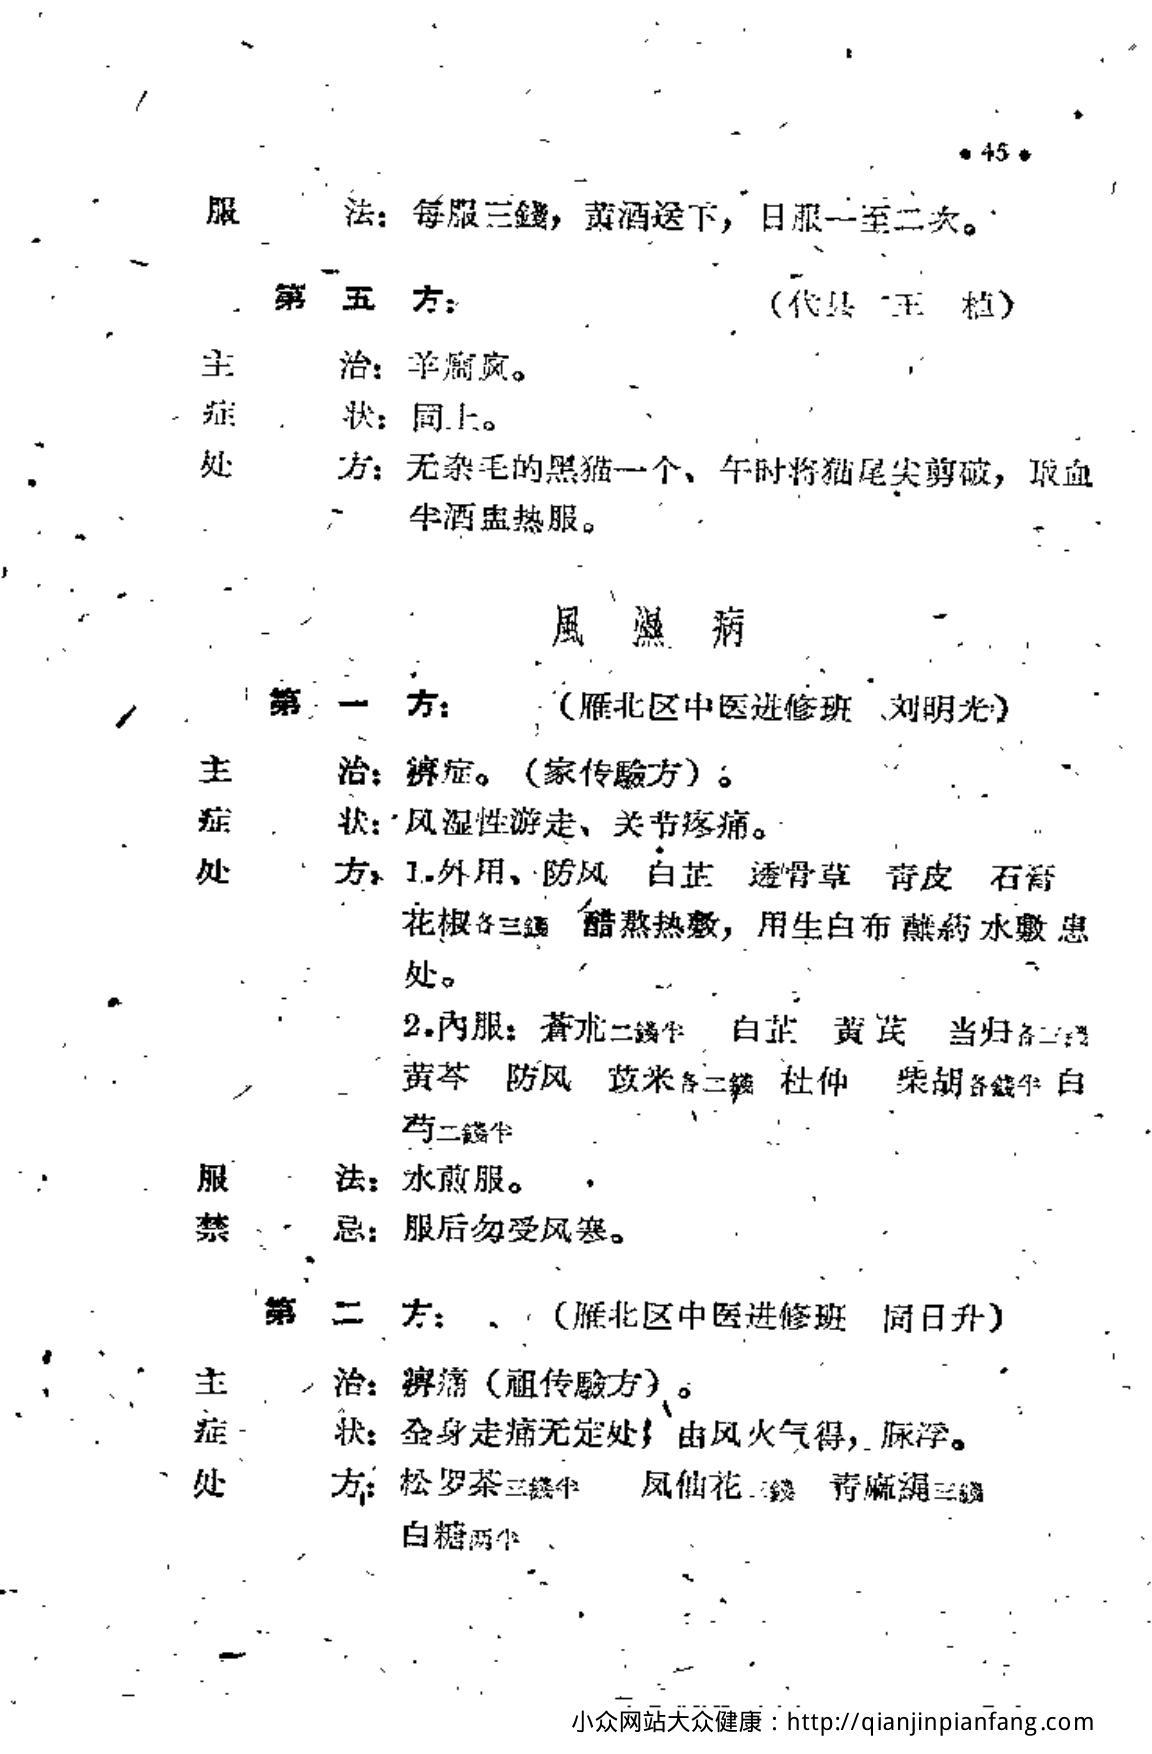 • 45 •
服　　法：每服三錢，黄酒送下，日服一至二次。
第　五　方：　　（代县　王　植）
主　　治：羊癎疯。
症　　状：同上。
处　　方：无杂毛的黑猫一个、午时将猫尾尖剪破，取血
半酒盅热服。
風　濕　病
第　一　方：　（雁北区中医进修班　刘明光）
主　　治：痹症。（家传驗方）。
症　　状：风湿性游走、关节疼痛。
处　　方：1.外用、防风　白芷　透骨草　青皮　石膏
花椒各三錢　醋熬热敷，用生白布蘸药水敷患
处。
2.内服：蒼朮二錢半　白芷　黄芪　当归各二錢
黄芩　防风　苡米各二錢　杜仲　柴胡各錢半 白
芍二錢半
服　　法：水煎服。
禁　　忌：服后勿受风寒。
第　二　方：　（雁北区中医进修班　周日升）
主　　治：痹痛（祖传驗方）。
症　　状：全身走痛无定处，由风火气得，脉浮。
处　　方：松罗茶三錢半　凤仙花　錢　青麻繩三錢
白糖两半
小众网站大众健康：http://qianjinpianfang.com